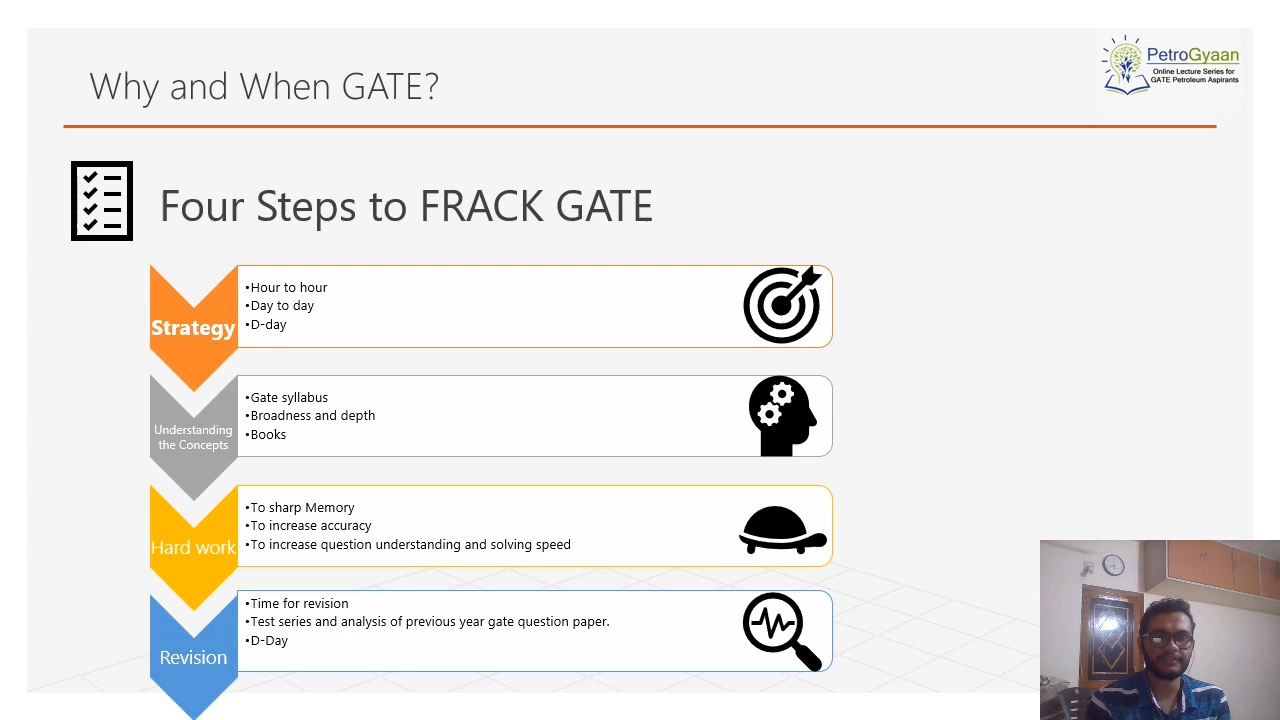 Why and When GATE?
PetroGyaan
Online Lecture Series for
GATE Petroleum Aspirants
Four Steps to FRACK GATE
Strategy
•Hour to hour
•Day to day
•D-day
Understanding
the Concepts
•Gate syllabus
•Broadness and depth
•Books
Hard work
•To sharp Memory
•To increase accuracy
•To increase question understanding and solving speed
Revision
•Time for revision
•Test series and analysis of previous year gate question paper.
•D-Day